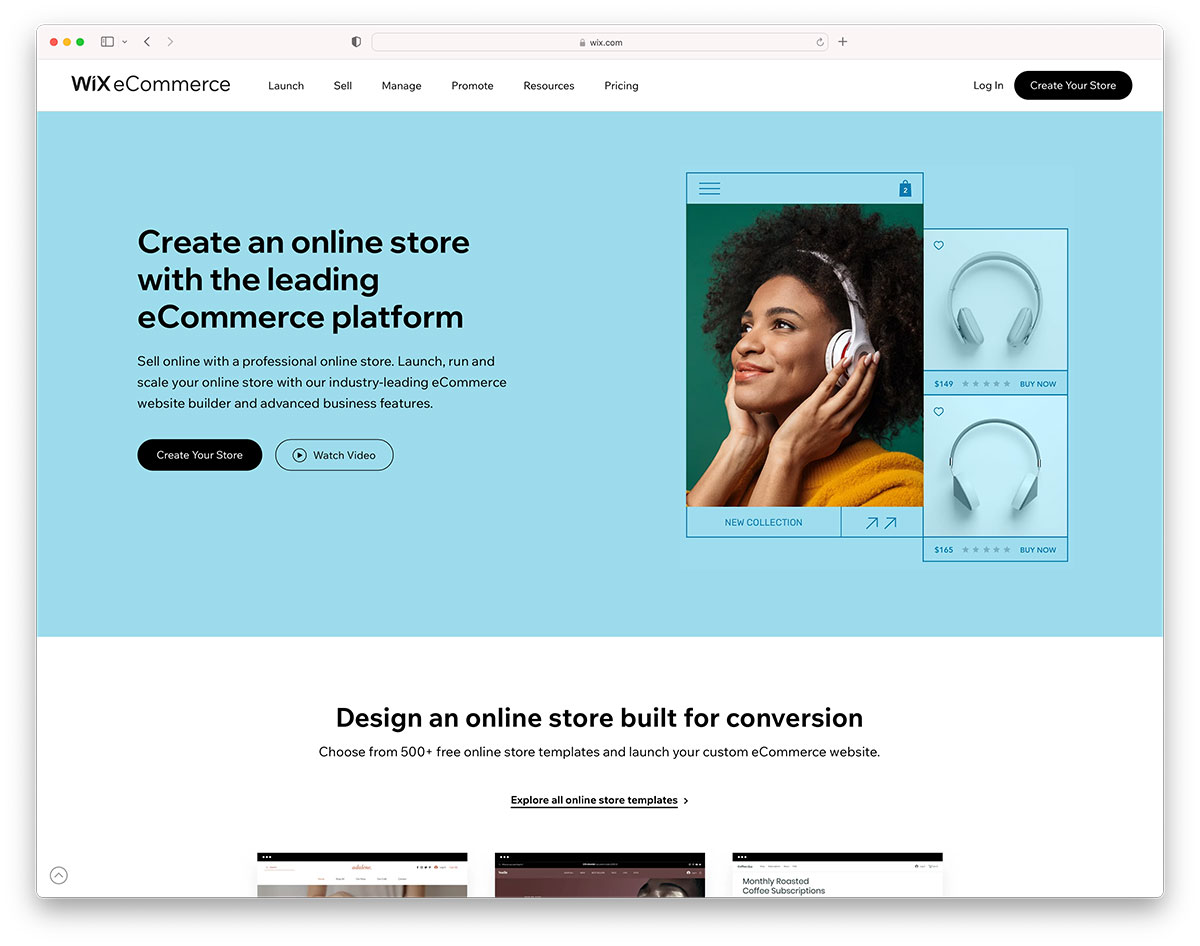 wix.com
WiX eCommerce
Launch
Sell
Manage
Promote
Resources
Pricing
Log In
Create Your Store
Create an online store
with the leading
eCommerce platform
Sell online with a professional online store. Launch, run and
scale your online store with our industry-leading eCommerce
website builder and advanced business features.
Create Your Store
Watch Video
2
NEW COLLECTION
$149
BUY NOW
$165
BUY NOW
Design an online store built for conversion
Choose from 500+ free online store templates and launch your custom eCommerce website.
Explore all online store templates
Monthly Roasted
Coffee Subscriptions